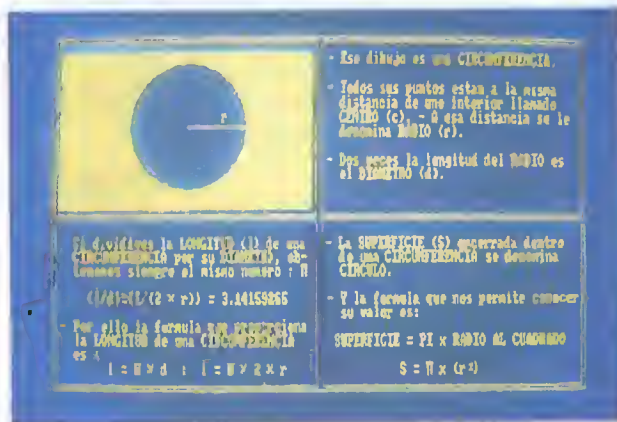 r
- Ese dibujo es una CIRCUNFERENCIA.
- Todos sus puntos estan a la misma
distancia de uno interior llamado
CENTRO (c). - A esa distancia se le
denomina RADIO (r).
- Dos veces la longitud del RADIO es
el DIAMETRO (d).
Si divides la LONGITUD (l) de una
CIRCUNFERENCIA por su DIAMETRO, ob-
tenemos siempre el mismo numero : π
(l/d)=(l/(2 × r)) = 3.14159265
- Por ello la formula que proporciona
la LONGITUD de una CIRCUNFERENCIA
es :
l = π × d ; l = π × 2 × r
- La SUPERFICIE (S) encerrada dentro
de una CIRCUNFERENCIA se denomina
CIRCULO.
- Y la formula que nos permite conocer
su valor es:
SUPERFICIE = PI x RADIO AL CUADRADO
S = π x (r²)